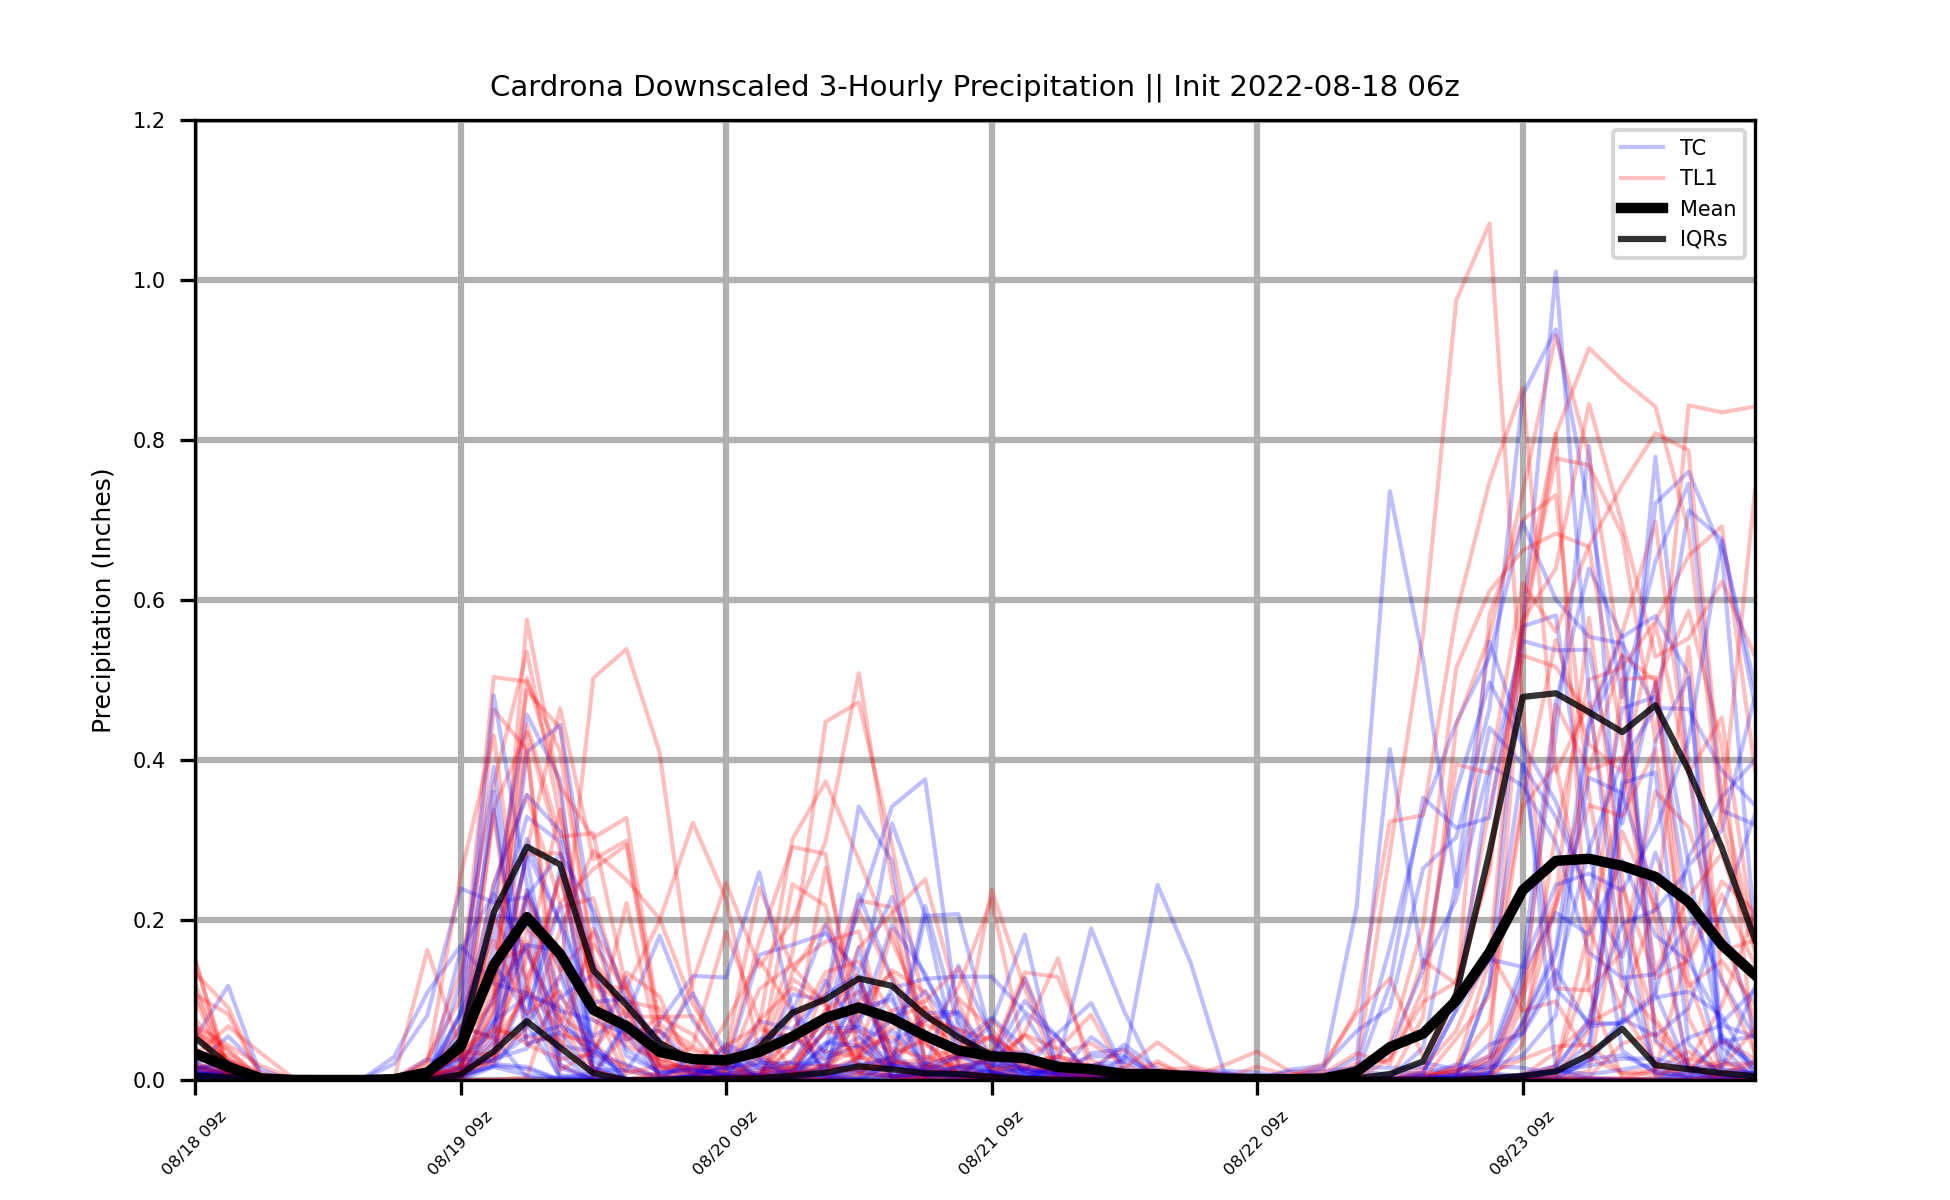 Cardrona Downscaled 3-Hourly Precipitation || Init 2022-08-18 06z
Precipitation (Inches)
1.2
1.0
0.8
0.6
0.4
0.2
0.0
TC
TL1
Mean
IQRs
08/18 09z
08/19 09z
08/20 09z
08/21 09z
08/22 09z
08/23 09z